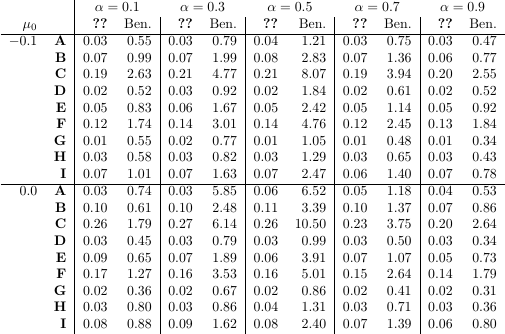 α = 0.1 α = 0.3 α = 0.5 α = 0.7 α = 0.9
μ0 ?? Ben. ?? Ben. ?? Ben. ?? Ben. ?? Ben.
−0.1 A 0.03 0.55 0.03 0.79 0.04 1.21 0.03 0.75 0.03 0.47
B 0.07 0.99 0.07 1.99 0.08 2.83 0.07 1.36 0.06 0.77
C 0.19 2.63 0.21 4.77 0.21 8.07 0.19 3.94 0.20 2.55
D 0.02 0.52 0.03 0.92 0.02 1.84 0.02 0.61 0.02 0.52
E 0.05 0.83 0.06 1.67 0.05 2.42 0.05 1.14 0.05 0.92
F 0.12 1.74 0.14 3.01 0.14 4.76 0.12 2.45 0.13 1.84
G 0.01 0.55 0.02 0.77 0.01 1.05 0.01 0.48 0.01 0.34
H 0.03 0.58 0.03 0.82 0.03 1.29 0.03 0.65 0.03 0.43
I 0.07 1.01 0.07 1.63 0.07 2.47 0.06 1.40 0.07 0.78
0.0 A 0.03 0.74 0.03 5.85 0.06 6.52 0.05 1.18 0.04 0.53
B 0.10 0.61 0.10 2.48 0.11 3.39 0.10 1.37 0.07 0.86
C 0.26 1.79 0.27 6.14 0.26 10.50 0.23 3.75 0.20 2.64
D 0.03 0.45 0.03 0.79 0.03 0.99 0.03 0.50 0.03 0.34
E 0.09 0.65 0.07 1.89 0.06 3.91 0.07 1.07 0.05 0.73
F 0.17 1.27 0.16 3.53 0.16 5.01 0.15 2.64 0.14 1.79
G 0.02 0.36 0.02 0.67 0.02 0.86 0.02 0.41 0.02 0.31
H 0.03 0.80 0.03 0.86 0.04 1.31 0.03 0.71 0.03 0.36
I 0.08 0.88 0.09 1.62 0.08 2.40 0.07 1.39 0.06 0.80